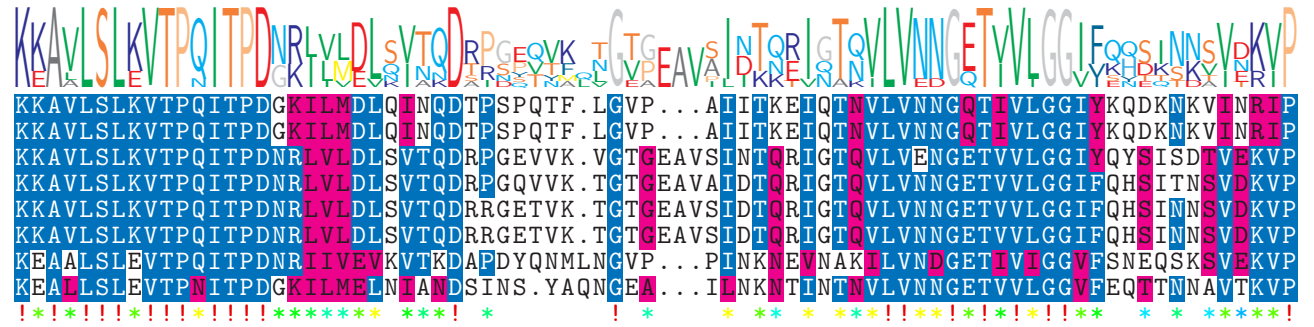 KKAVLSLKVTPQITPDGKILMDLQINQDTPSPQTF.LGVP...AIITKEIQTNVLVNNGQTIVLGGIYKQDKNKVINRIP
KKAVLSLKVTPQITPDGKILMDLQINQDTPSPQTF.LGVP...AIITKEIQTNVLVNNGQTIVLGGIYKQDKNKVINRIP
KKAVLSLKVTPQITPDNRLVLDLSVTQDRPGEVVK.VGTGEAVSINTQRIGTQVLVENGETVVLGGIYQYSISDTVEKVP
KKAVLSLKVTPQITPDNRLVLDLSVTQDRPGQVVK.TGTGEAVAIDTQRIGTQVLVNNGETVVLGGIFQHSITNSVDKVP
KKAVLSLKVTPQITPDNRLVLDLSVTQDRRGETVK.TGTGEAVSIDTQRIGTQVLVNNGETVVLGGIFQHSINNSVDKVP
KKAVLSLKVTPQITPDNRLVLDLSVTQDRRGETVK.TGTGEAVSIDTQRIGTQVLVNNGETVVLGGIFQHSINNSVDKVP
KEAALSLEVTPQITPDNRIIVEVKVTKDAPDYQNMLNGVP...PINKNEVNAKILVNDGETIVIGGVFSNEQSKSVEKVP
KEALLSLEVTPNITPDGKILMELNIANDSINS.YAQNGEA...ILNKNTINTNVLVNNGETVVLGGVFEQTTNNAVTKVP